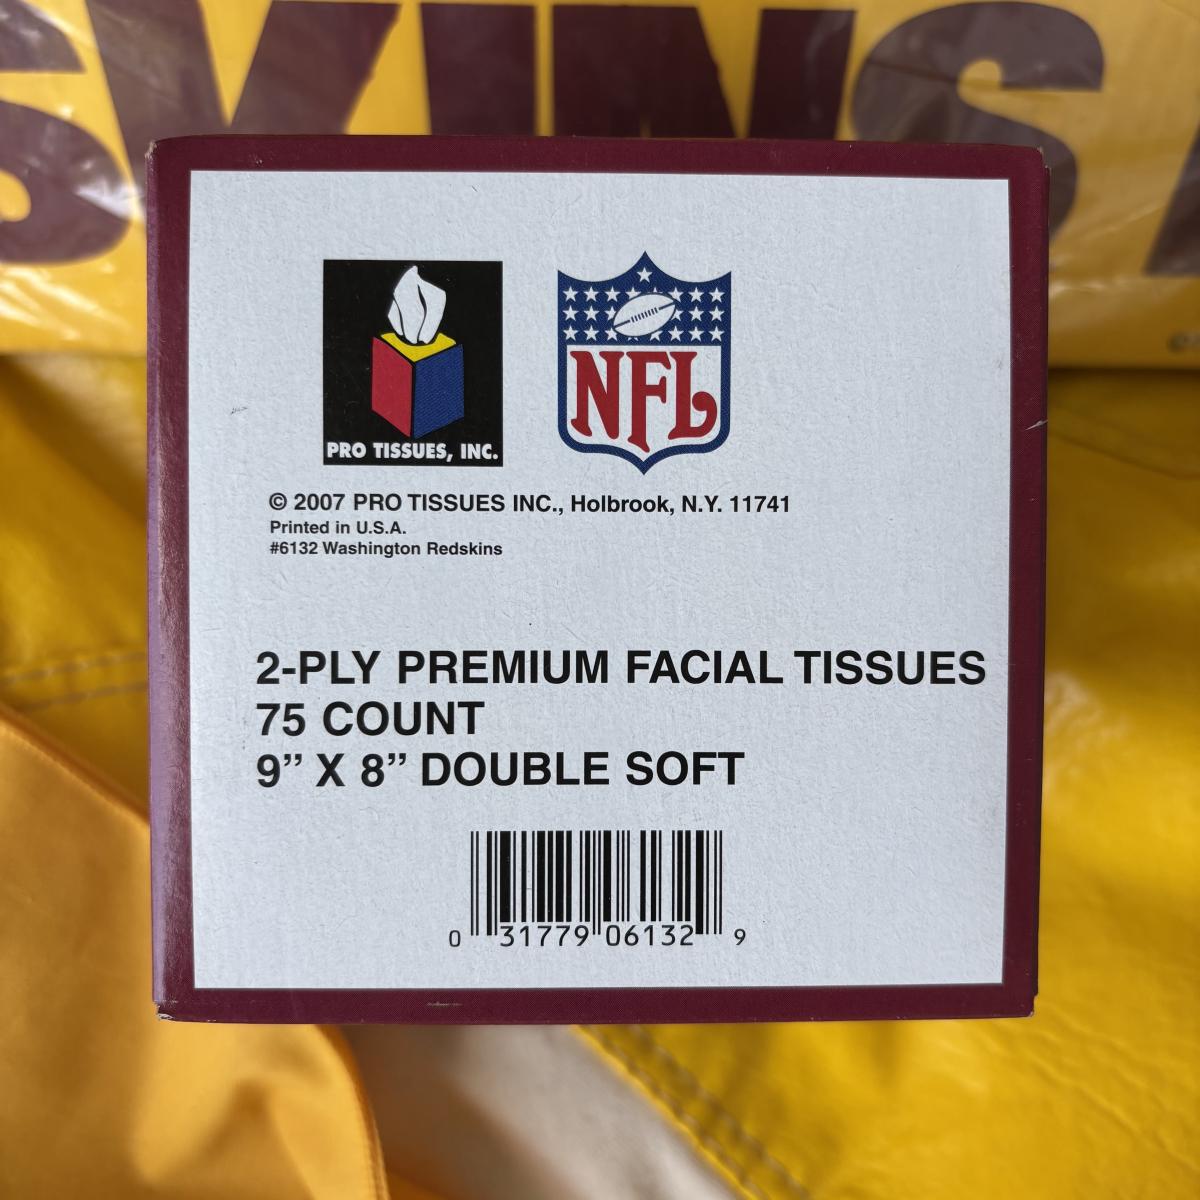 SKINS
PRO TISSUES, INC.
NFL
© 2007 PRO TISSUES INC., Holbrook, N.Y. 11741
Printed in U.S.A.
#6132 Washington Redskins
2-PLY PREMIUM FACIAL TISSUES
75 COUNT
9” X 8” DOUBLE SOFT
0 31779 06132 9